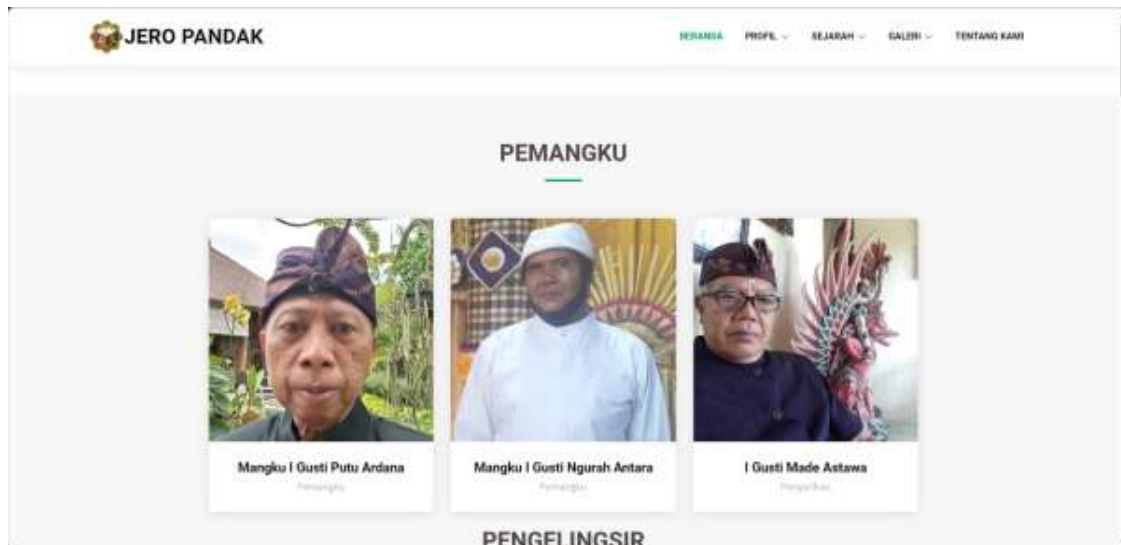 JERO PANDAK
BERANDA PROFIL SEJARAH GALERI TENTANG KAMI
PEMANGKU
Mangku I Gusti Putu Ardana Mangku I Gusti Ngurah Antara I Gusti Made Astawa
Pemangku Pemangku Penyarikan
PENGELINGSIR